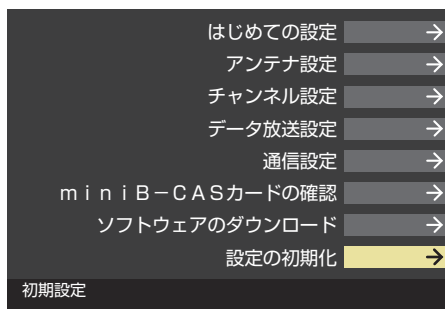 はじめての設定
アンテナ設定
チャンネル設定
データ放送設定
通信設定
ｍｉｎｉＢ－ＣＡＳカードの確認
ソフトウェアのダウンロード
設定の初期化
初期設定